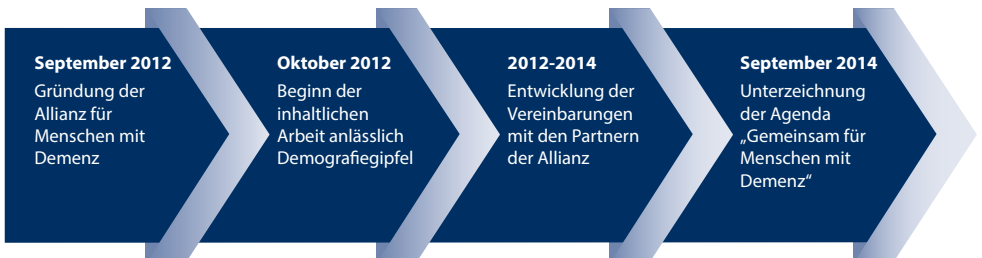 September 2012
Gründung der
Allianz für
Menschen mit
Demenz
Oktober 2012
Beginn der
inhaltlichen
Arbeit anlässlich
Demografiegipfel
2012-2014
Entwicklung der
Vereinbarungen
mit den Partnern
der Allianz
September 2014
Unterzeichnung
der Agenda
„Gemeinsam für
Menschen mit
Demenz“